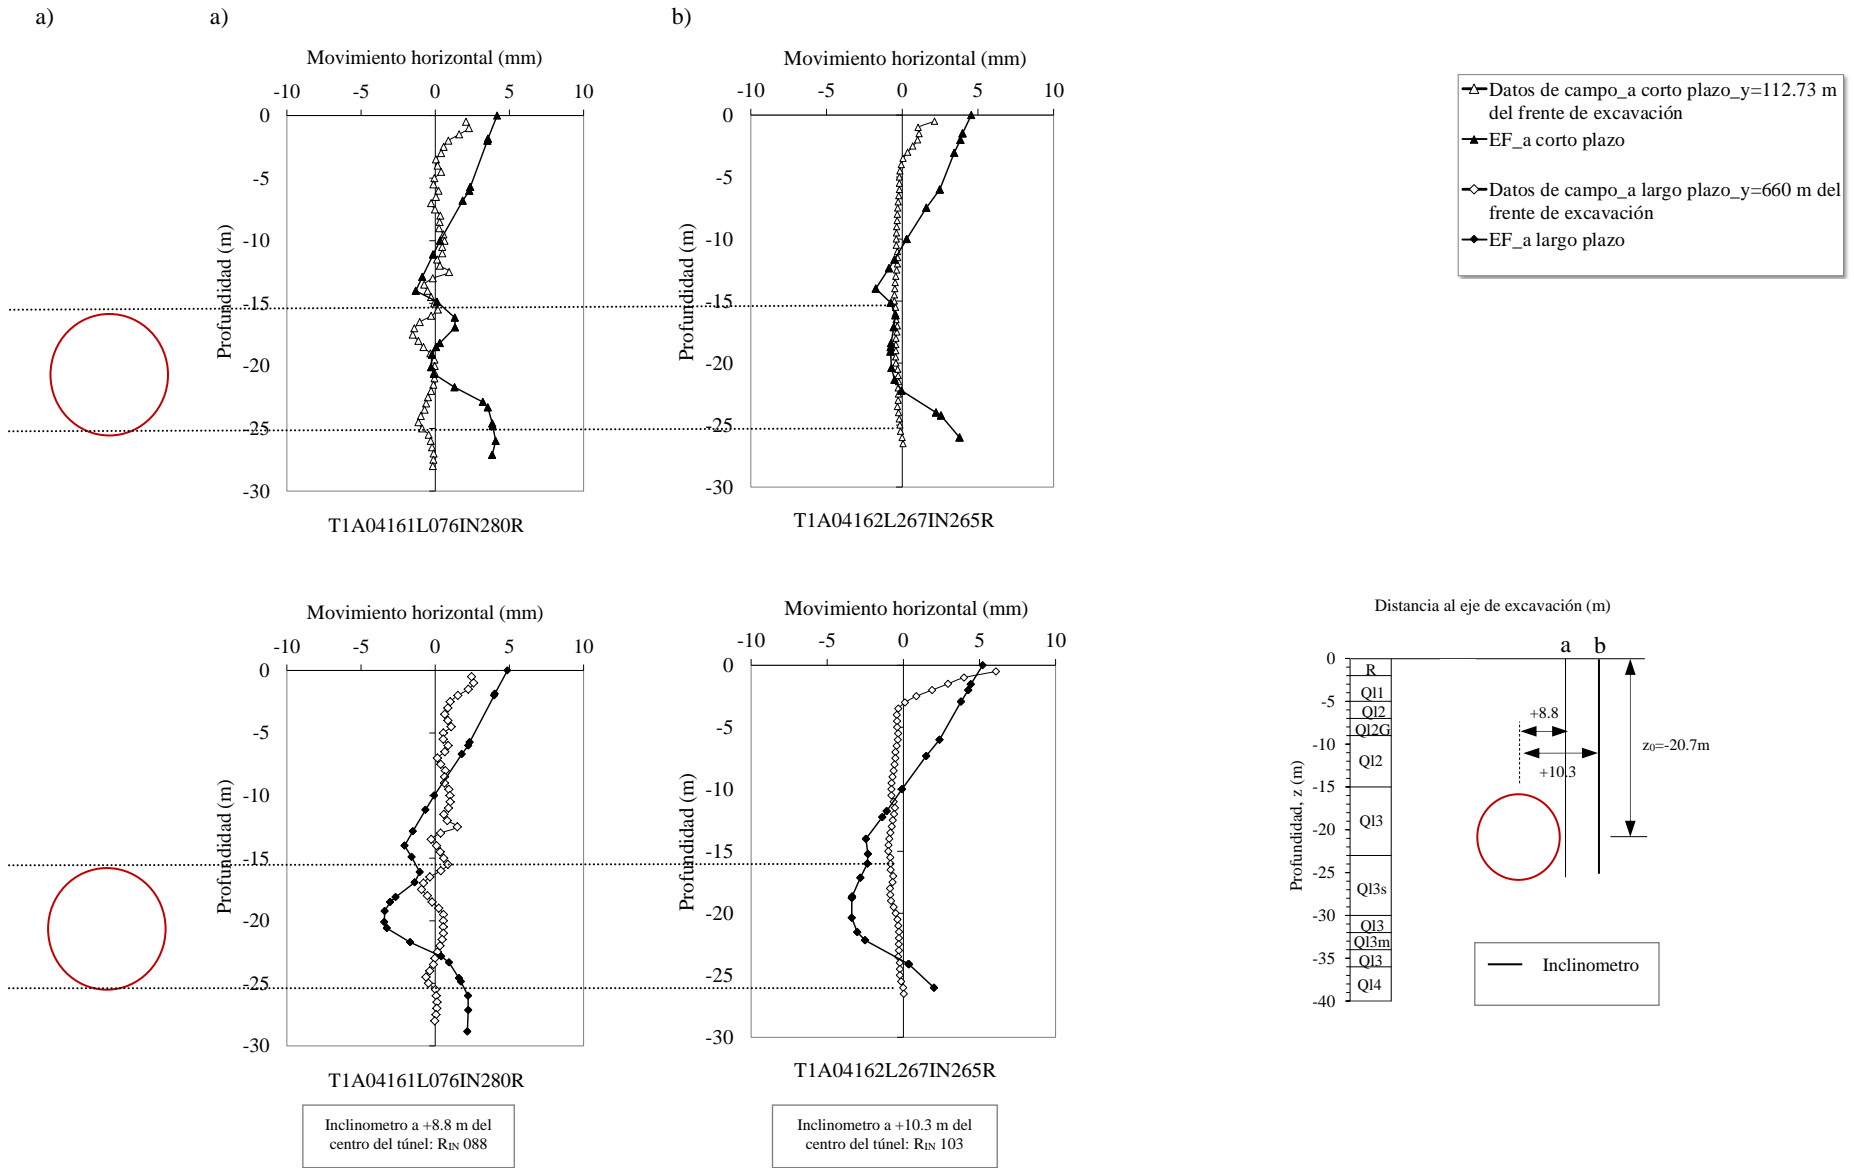 a)
a)
b)
Movimiento horizontal (mm)
-10
-5
0
5
10
0
-5
-10
-15
-20
-25
-30
Profundidad (m)
T1A04161L076IN280R
Movimiento horizontal (mm)
-10
-5
0
5
10
0
-5
-10
-15
-20
-25
-30
Profundidad (m)
T1A04162L267IN265R
Datos de campo_a corto plazo_y=112.73 m
del frente de excavación
EF_a corto plazo
Datos de campo_a largo plazo_y=660 m del
frente de excavación
EF_a largo plazo
Movimiento horizontal (mm)
-10
-5
0
5
10
0
-5
-10
-15
-20
-25
-30
Profundidad (m)
T1A04161L076IN280R
Inclinometro a +8.8 m del
centro del túnel: RIN 088
Movimiento horizontal (mm)
-10
-5
0
5
10
0
-5
-10
-15
-20
-25
-30
Profundidad (m)
T1A04162L267IN265R
Inclinometro a +10.3 m del
centro del túnel: RIN 103
Distancia al eje de excavación (m)
a
b
0
-5
-10
-15
-20
-25
-30
-35
-40
Profundidad, z (m)
R
Ql1
Ql2
Ql2G
Ql2
Ql3
Ql3s
Ql3
Ql3m
Ql3
Ql4
+8.8
+10.3
z0=-20.7m
Inclinometro